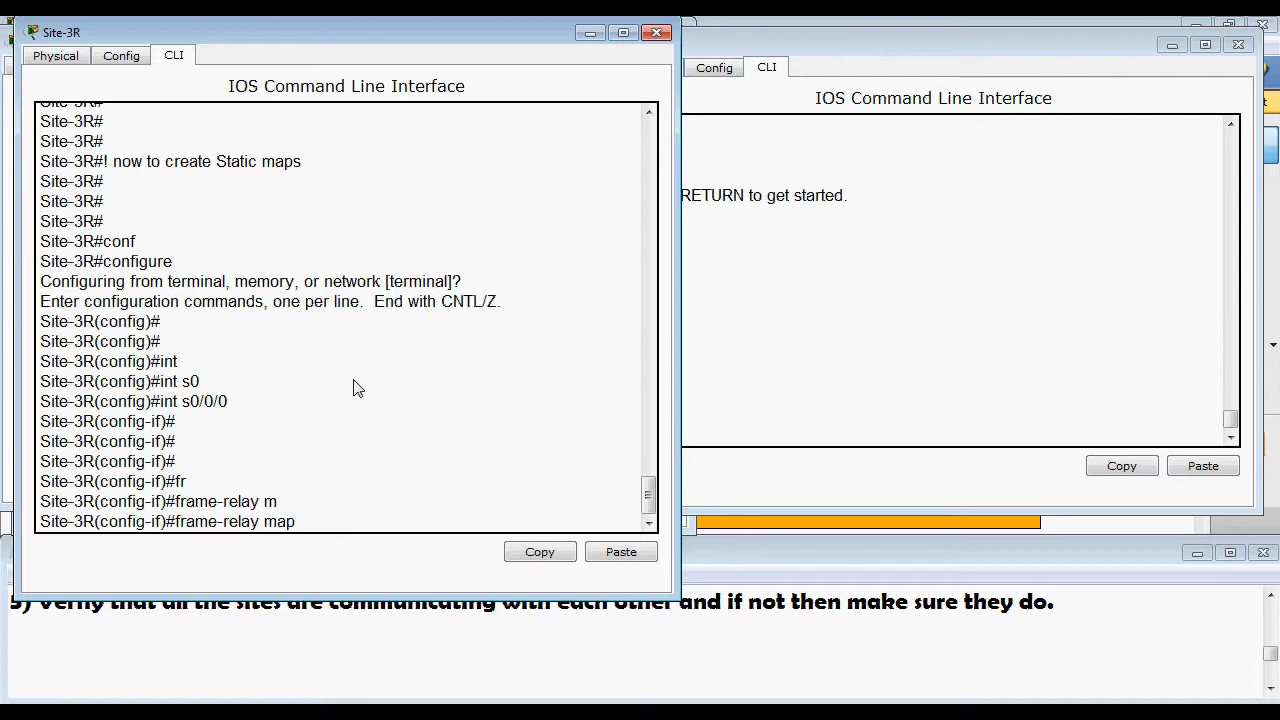 Site-3R
Physical
Config
CLI
IOS Command Line Interface
Site-3R#
Site-3R#
Site-3R#
Site-3R#! now to create Static maps
Site-3R#
Site-3R#
Site-3R#
Site-3R#conf
Site-3R#configure
Configuring from terminal, memory, or network [terminal]?
Enter configuration commands, one per line.  End with CNTL/Z.
Site-3R(config)#
Site-3R(config)#
Site-3R(config)#int
Site-3R(config)#int s0
Site-3R(config)#int s0/0/0
Site-3R(config-if)#
Site-3R(config-if)#
Site-3R(config-if)#
Site-3R(config-if)#fr
Site-3R(config-if)#frame-relay m
Site-3R(config-if)#frame-relay map
Copy
Paste
Config
CLI
IOS Command Line Interface
RETURN to get started.
Copy
Paste
5) Verify that all the sites are communicating with each other and if not then make sure they do.